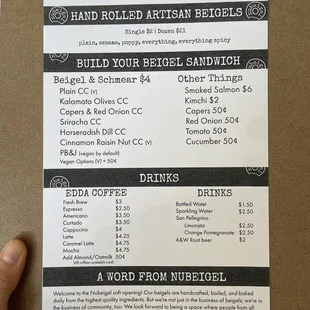 HAND ROLLED ARTISAN BEIGELS
Single $2 | Dozen $21
plain, sesame, poppy, everything, everything spicy
BUILD YOUR BEIGEL SANDWICH
Beigel & Schmear $4
Plain CC (V)
Kalamata Olives CC
Capers & Red Onion CC
Sriracha CC
Horseradish Dill CC
Cinnamon Raisin Nut CC (V)
PB&J (vegan by default)
Vegan Options (V) + 50¢
Other Things
Smoked Salmon $6
Kimchi $2
Capers 50¢
Red Onion 50¢
Tomato 50¢
Cucumber 50¢
DRINKS
EDDA COFFEE
Fresh Brew $3
Espresso $2.50
Americano $3.50
Cortado $3.50
Cappucino $4
Latte $4.25
Caramel Latte $4.75
Mocha $4.75
Add Almond/Oatmilk 50¢
(All coffees available iced)
DRINKS
Bottled Water $1.50
Sparkling Water $2.50
San Pellegrino
Limonata $2.50
Orange Pomegranate $2.50
A&W Root beer $2
A WORD FROM NUBEIGEL
Welcome to the Nubeigel soft opening! Our beigels are handcrafted, boiled, and baked
daily from the highest quality ingredients. But we're not just in the business of beigels, we're in
the business of community, too. We look forward to being a space where people from all